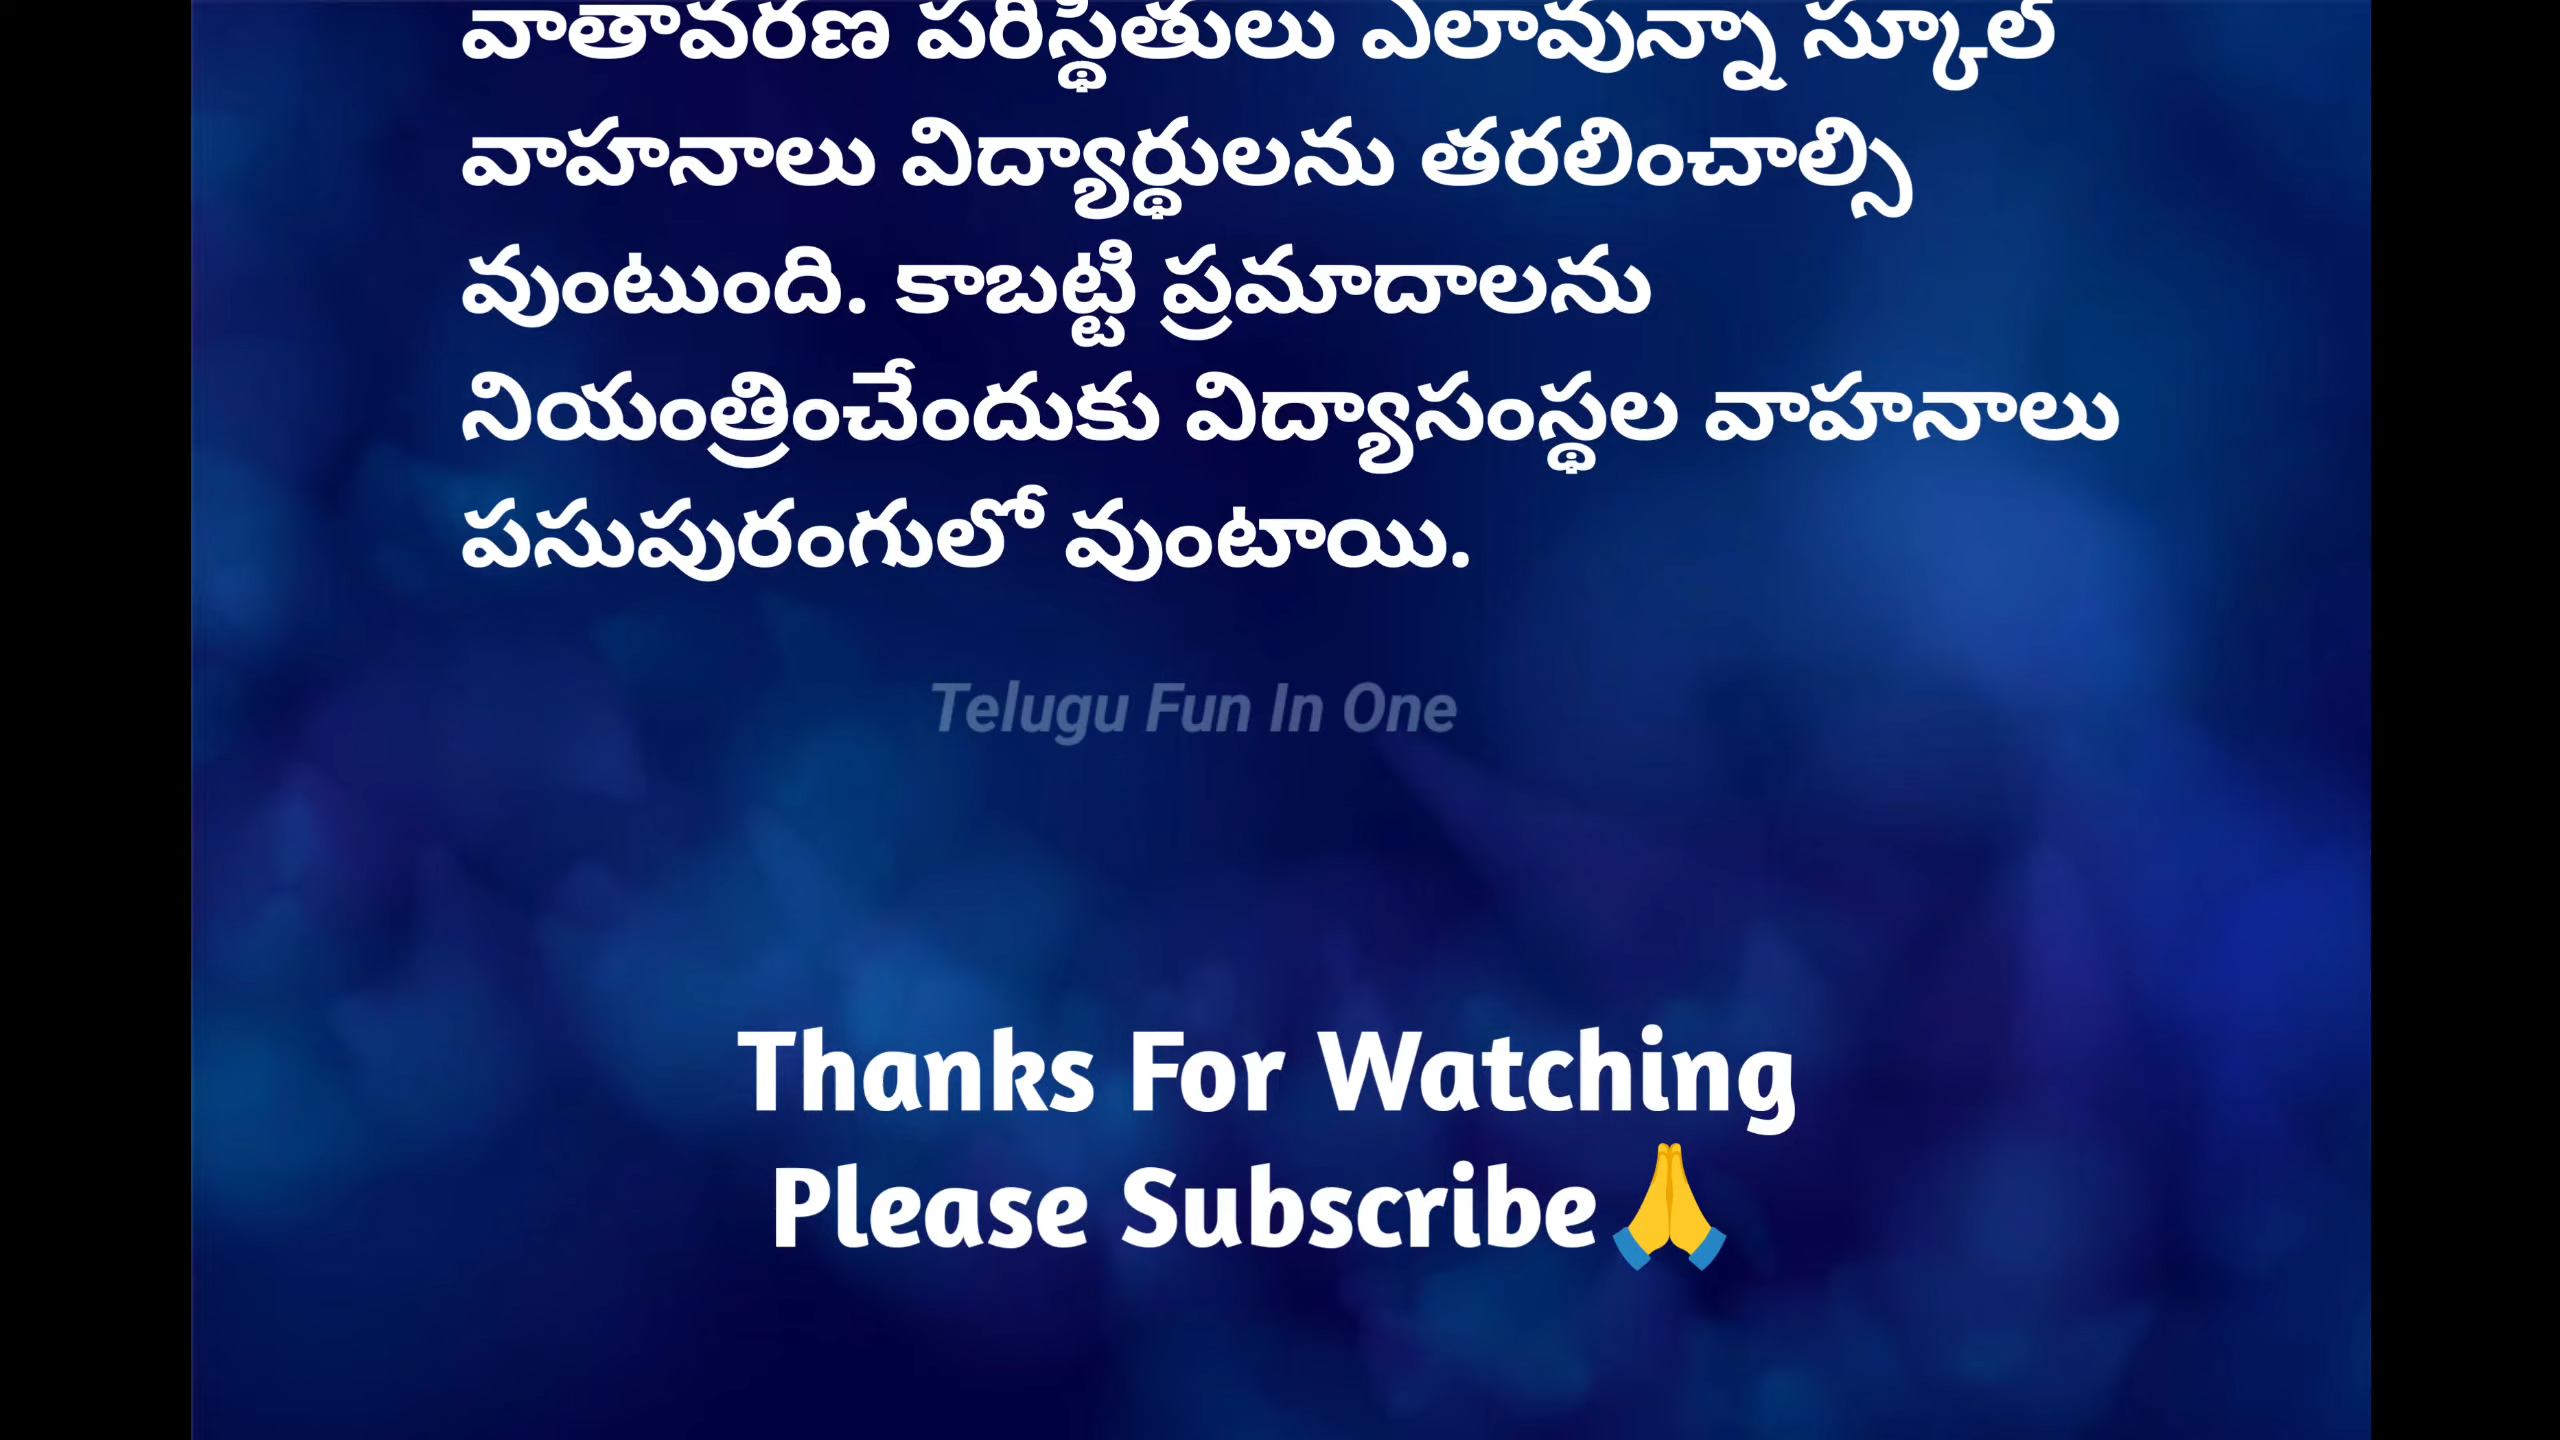 వాతావరణ పరిస్థితులు ఎలావున్నా స్కూల్
వాహనాలు విద్యార్థులను తరలించాల్సి
వుంటుంది. కాబట్టి ప్రమాదాలను
నియంత్రించేందుకు విద్యాసంస్థల వాహనాలు
పసుపురంగులో వుంటాయి.
Telugu Fun In One
Thanks For Watching
Please Subscribe🙏